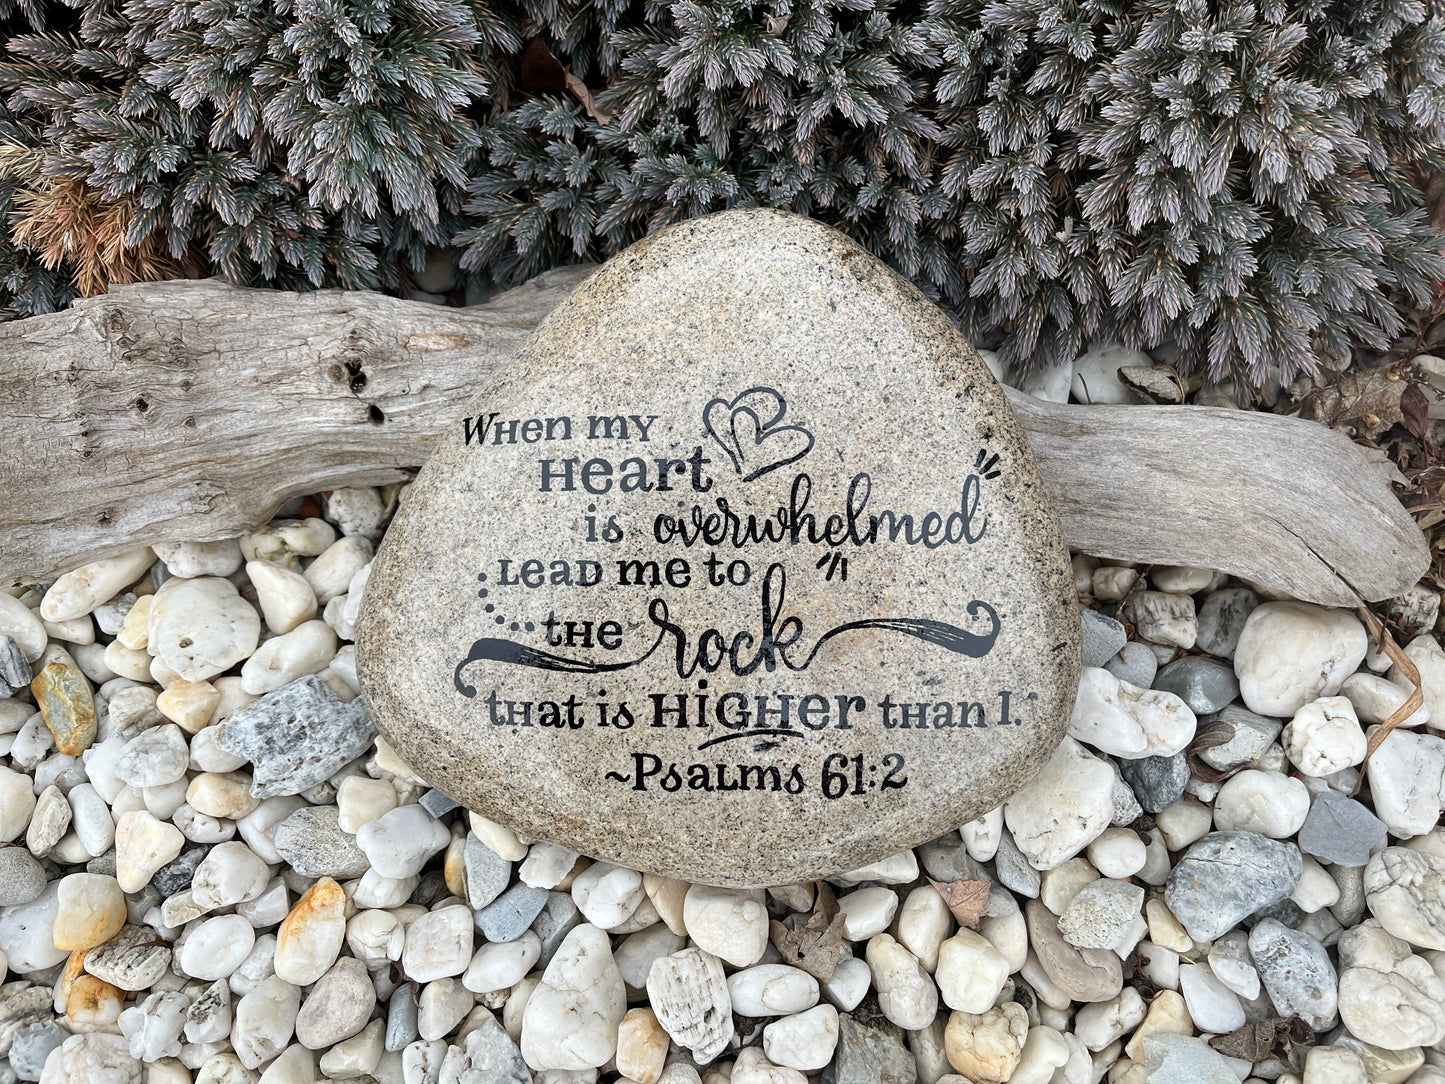 When my
Heart
is overwhelmed
Lead me to
the rock
that is Higher than I.
~Psalms 61:2